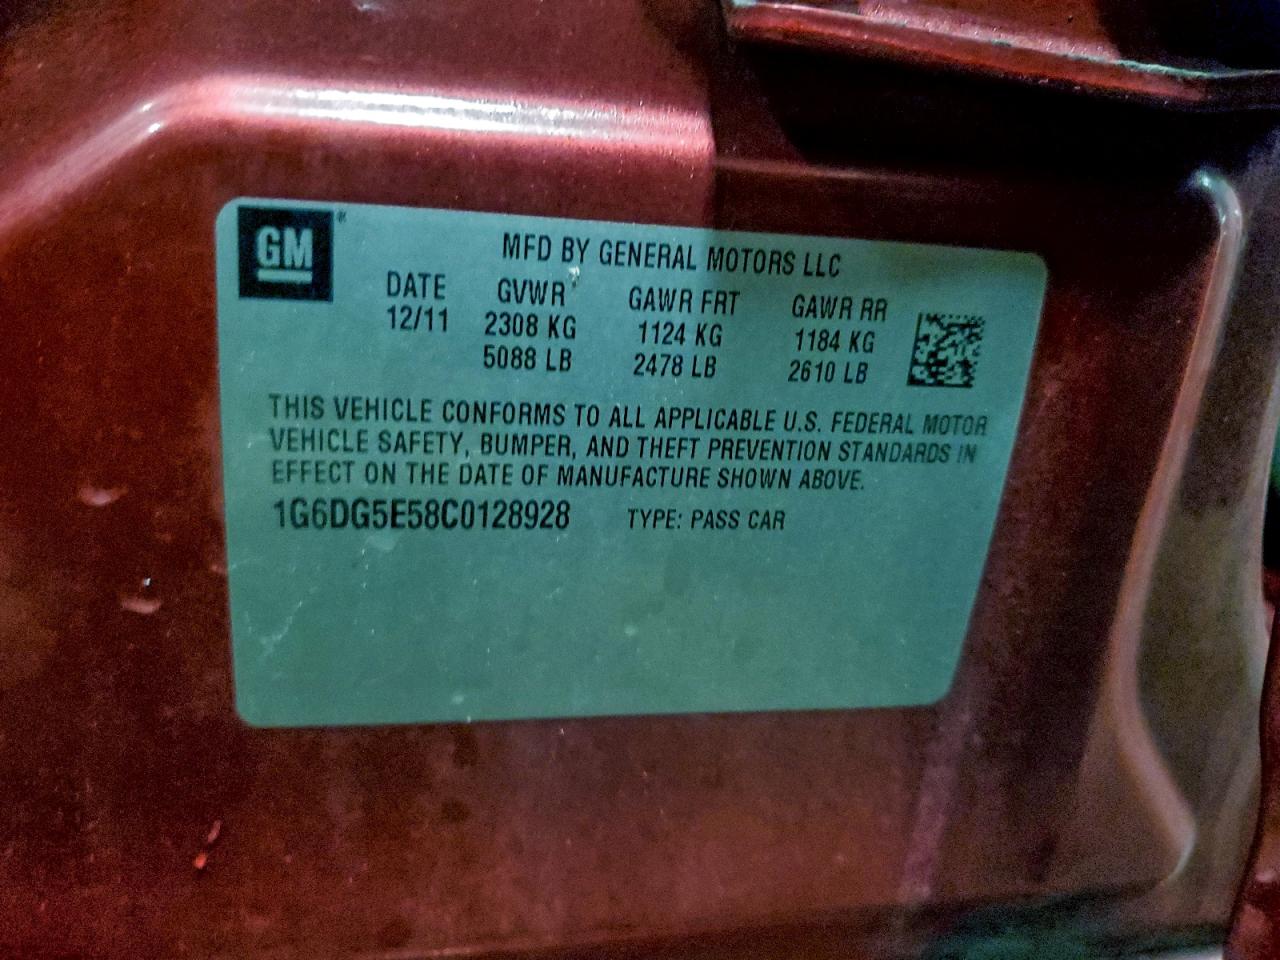 GM®
MFD BY GENERAL MOTORS LLC
DATE GVWR GAWR FRT GAWR RR
12/11 2308 KG 1124 KG 1184 KG
5088 LB 2478 LB 2610 LB
THIS VEHICLE CONFORMS TO ALL APPLICABLE U.S. FEDERAL MOTOR
VEHICLE SAFETY, BUMPER, AND THEFT PREVENTION STANDARDS IN
EFFECT ON THE DATE OF MANUFACTURE SHOWN ABOVE.
1G6DG5E58C0128928 TYPE: PASS CAR